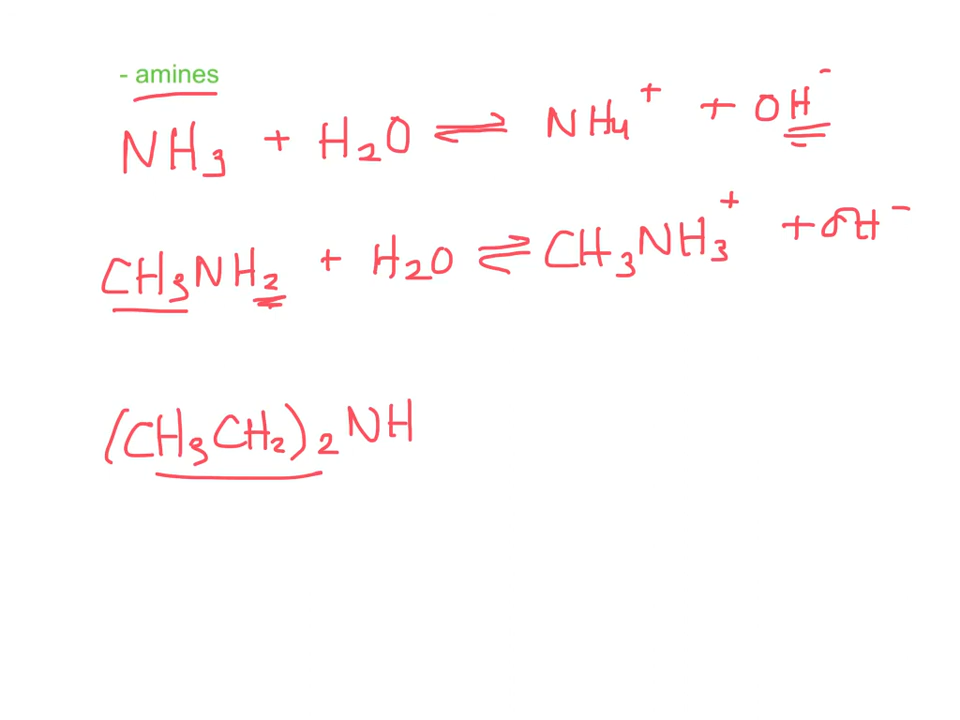 - amines
NH₃ + H₂O ⇌ NH₄⁺ + OH⁻
CH₃NH₂ + H₂O ⇌ CH₃NH₃⁺ + OH⁻
(CH₃CH₂)₂NH